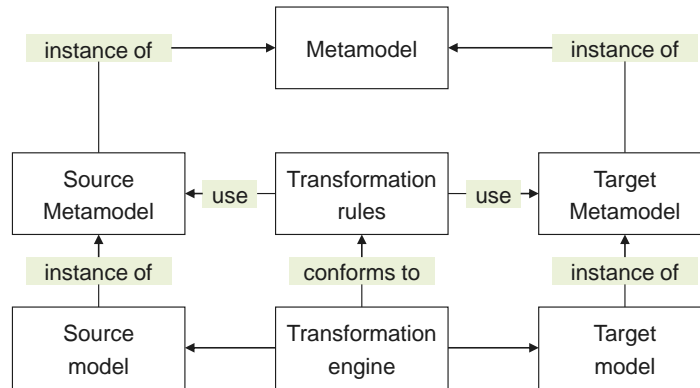 instance of
Metamodel
instance of
Source
Metamodel
use
Transformation
rules
use
Target
Metamodel
instance of
conforms to
instance of
Source
model
Transformation
engine
Target
model